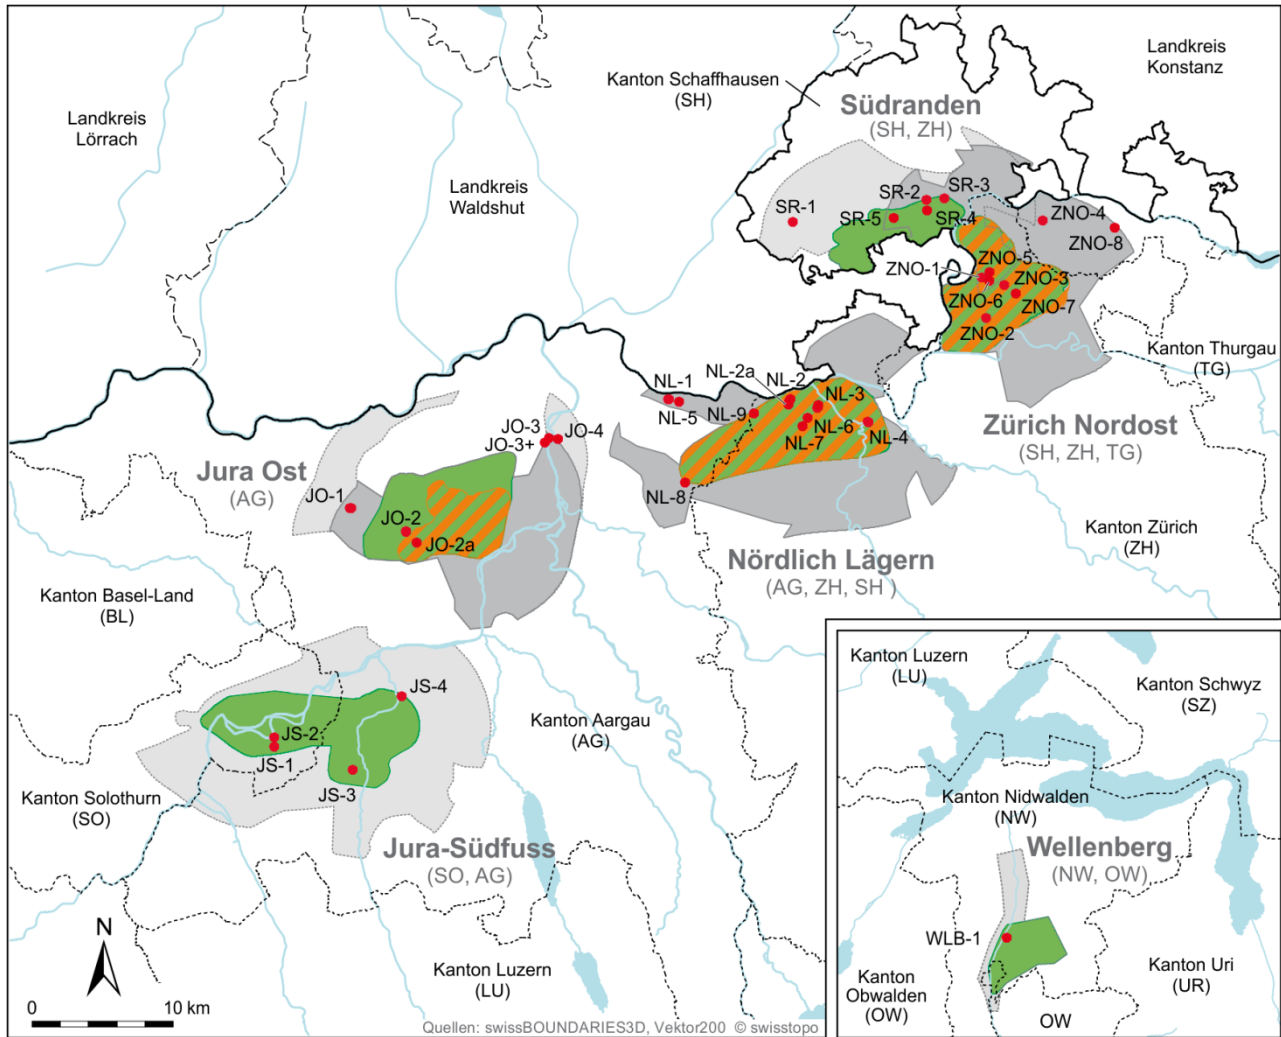 Landkreis
Konstanz
Kanton Schaffhausen
(SH)
Südranden
(SH, ZH)
Landkreis
Lörrach
Landkreis
Waldshut
SR-1
SR-2
SR-3
SR-5
SR-4
ZNO-4
ZNO-8
ZNO-5
ZNO-1
ZNO-3
ZNO-6
ZNO-7
ZNO-2
Kanton Thurgau
(TG)
Zürich Nordost
(SH, ZH, TG)
NL-2a
NL-1
NL-2
NL-3
NL-5
NL-9
NL-6
NL-4
NL-7
NL-8
Nördlich Lägern
(AG, ZH, SH )
Kanton Zürich
(ZH)
JO-3
JO-4
JO-3+
Jura Ost
(AG)
JO-1
JO-2
JO-2a
Kanton Basel-Land
(BL)
JS-4
JS-2
JS-1
JS-3
Kanton Aargau
(AG)
Kanton Solothurn
(SO)
Jura-Südfuss
(SO, AG)
Kanton Luzern
(LU)
N
0
10 km
Quellen: swissBOUNDARIES3D, Vektor200 © swisstopo
Kanton Luzern
(LU)
Kanton Schwyz
(SZ)
Kanton Nidwalden
(NW)
Wellenberg
(NW, OW)
WLB-1
Kanton
Obwalden
(OW)
Kanton Uri
(UR)
OW